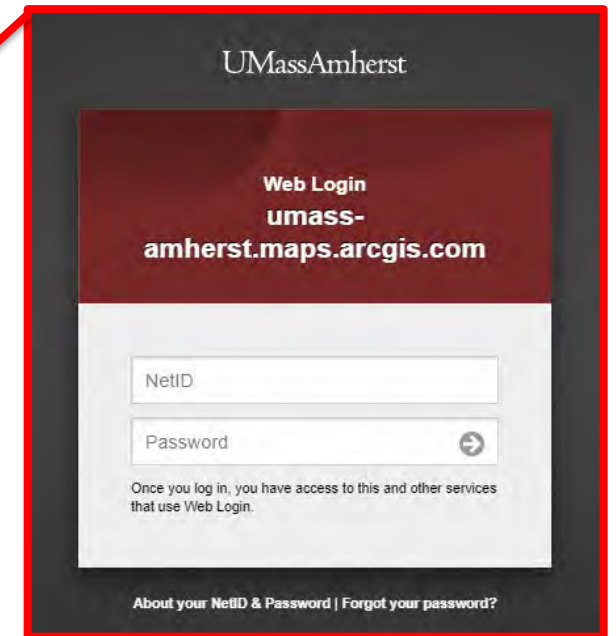 UMassAmherst
Web Login
umass-
amherst.maps.arcgis.com
NetID
Password
Once you log in, you have access to this and other services
that use Web Login.
About your NetID & Password | Forgot your password?